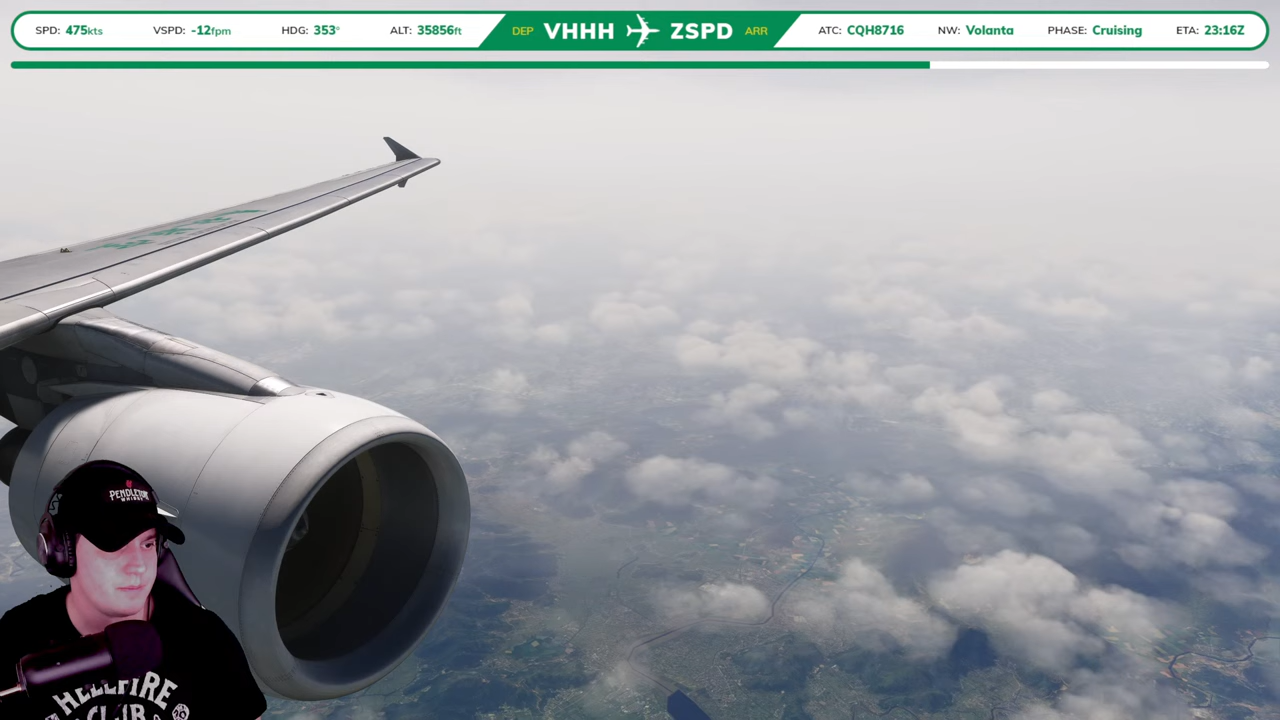 SPD: 475kts VSPD: -12fpm HDG: 353° ALT: 35856ft DEP VHHH ZSPD ARR ATC: CQH8716 NW: Volanta PHASE: Cruising ETA: 23:16Z
PENDLETON
WHISKY
HELLFIRE
CLUB